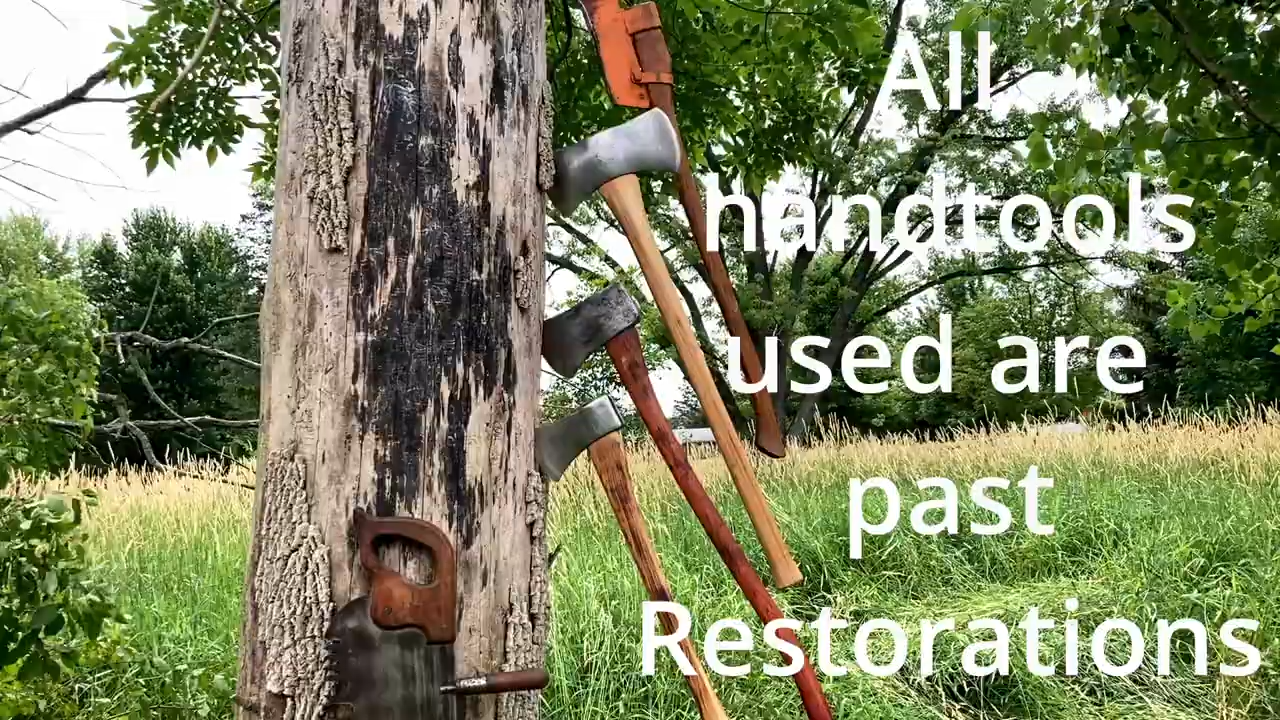 All
handtools
used are
past
Restorations